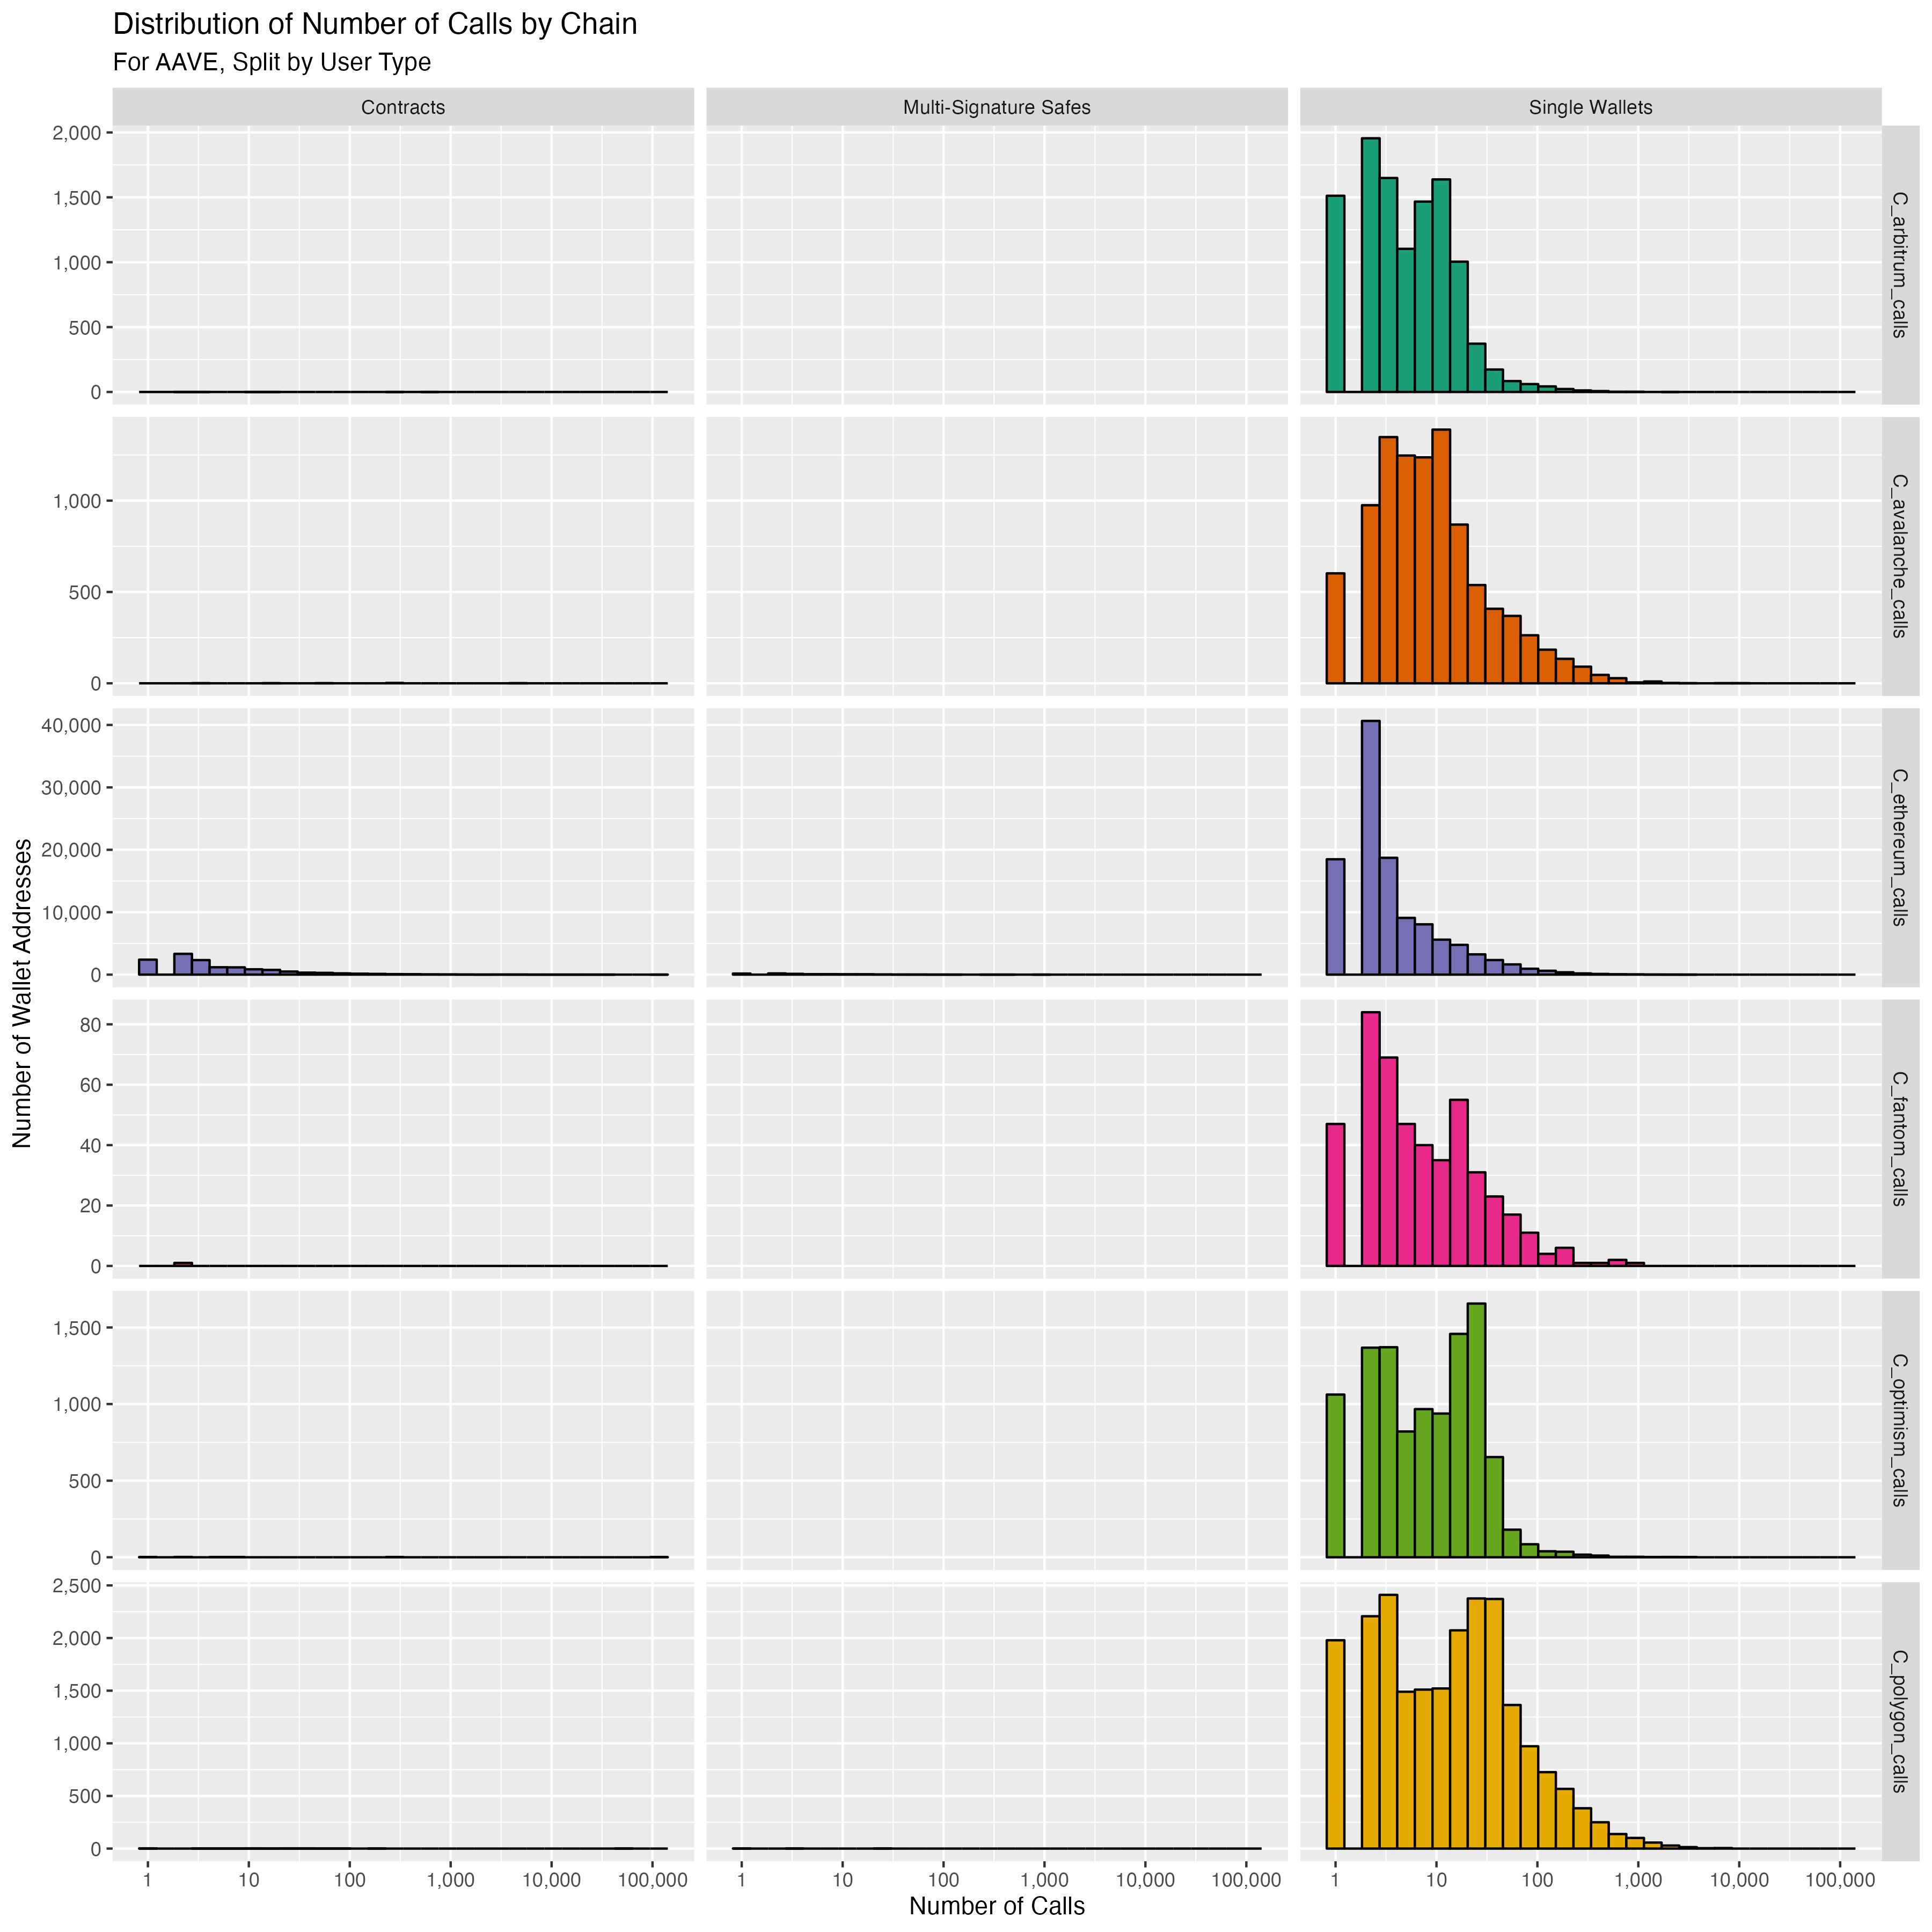 Distribution of Number of Calls by Chain
For AAVE, Split by User Type
Contracts
Multi-Signature Safes
Single Wallets
Number of Wallet Addresses
2,000
1,500
1,000
500
0
C_arbitrum_calls
1,000
500
0
C_avalanche_calls
40,000
30,000
20,000
10,000
0
C_ethereum_calls
80
60
40
20
0
C_fantom_calls
1,500
1,000
500
0
C_optimism_calls
2,500
2,000
1,500
1,000
500
0
C_polygon_calls
1 10 100 1,000 10,000 100,000
1 10 100 1,000 10,000 100,000
1 10 100 1,000 10,000 100,000
Number of Calls